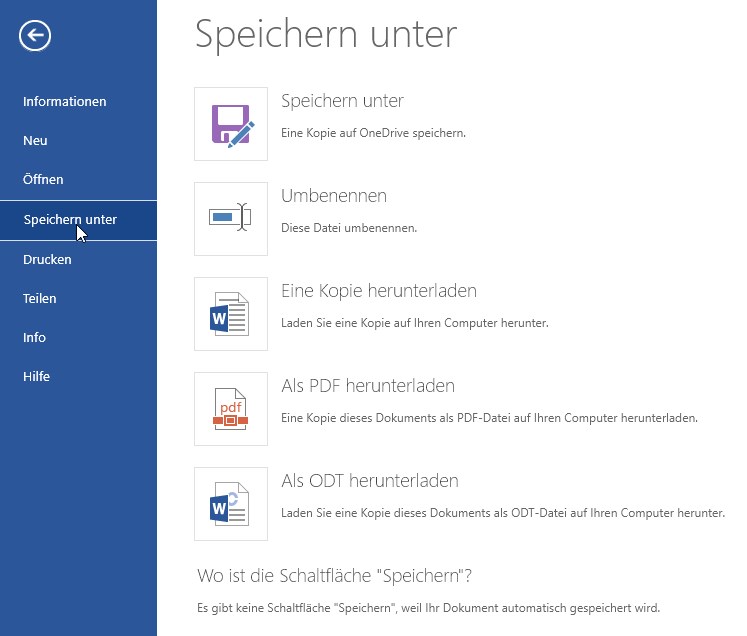 Speichern unter
Informationen
Neu
Öffnen
Speichern unter
Drucken
Teilen
Info
Hilfe
Speichern unter
Eine Kopie auf OneDrive speichern.
Umbenennen
Diese Datei umbenennen.
W
Eine Kopie herunterladen
Laden Sie eine Kopie auf Ihren Computer herunter.
pdf
Als PDF herunterladen
Eine Kopie dieses Dokuments als PDF-Datei auf Ihren Computer herunterladen.
W
Als ODT herunterladen
Laden Sie eine Kopie dieses Dokuments als ODT-Datei auf Ihren Computer herunter.
Wo ist die Schaltfläche "Speichern"?
Es gibt keine Schaltfläche "Speichern", weil Ihr Dokument automatisch gespeichert wird.